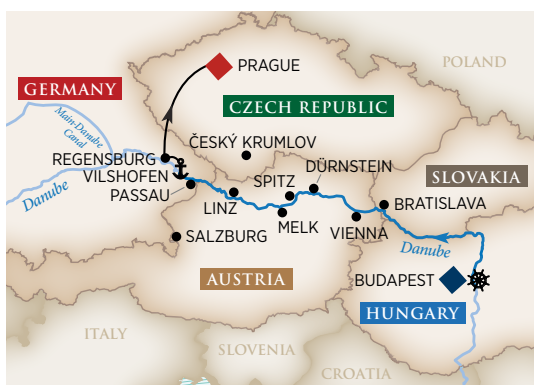 POLAND
PRAGUE
GERMANY
CZECH REPUBLIC
Main-Danube
Canal
ČESKÝ KRUMLOV
REGENSBURG
VILSHOFEN
PASSAU
DÜRNSTEIN
SPITZ
SLOVAKIA
Danube
LINZ
BRATISLAVA
MELK
VIENNA
SALZBURG
Danube
AUSTRIA
BUDAPEST
HUNGARY
ITALY
SLOVENIA
CROATIA